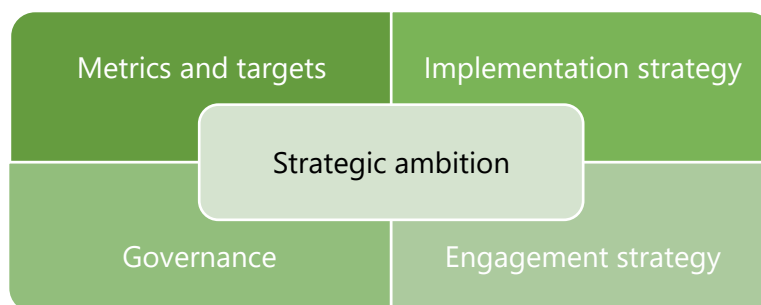 Metrics and targets
Implementation strategy
Strategic ambition
Governance
Engagement strategy